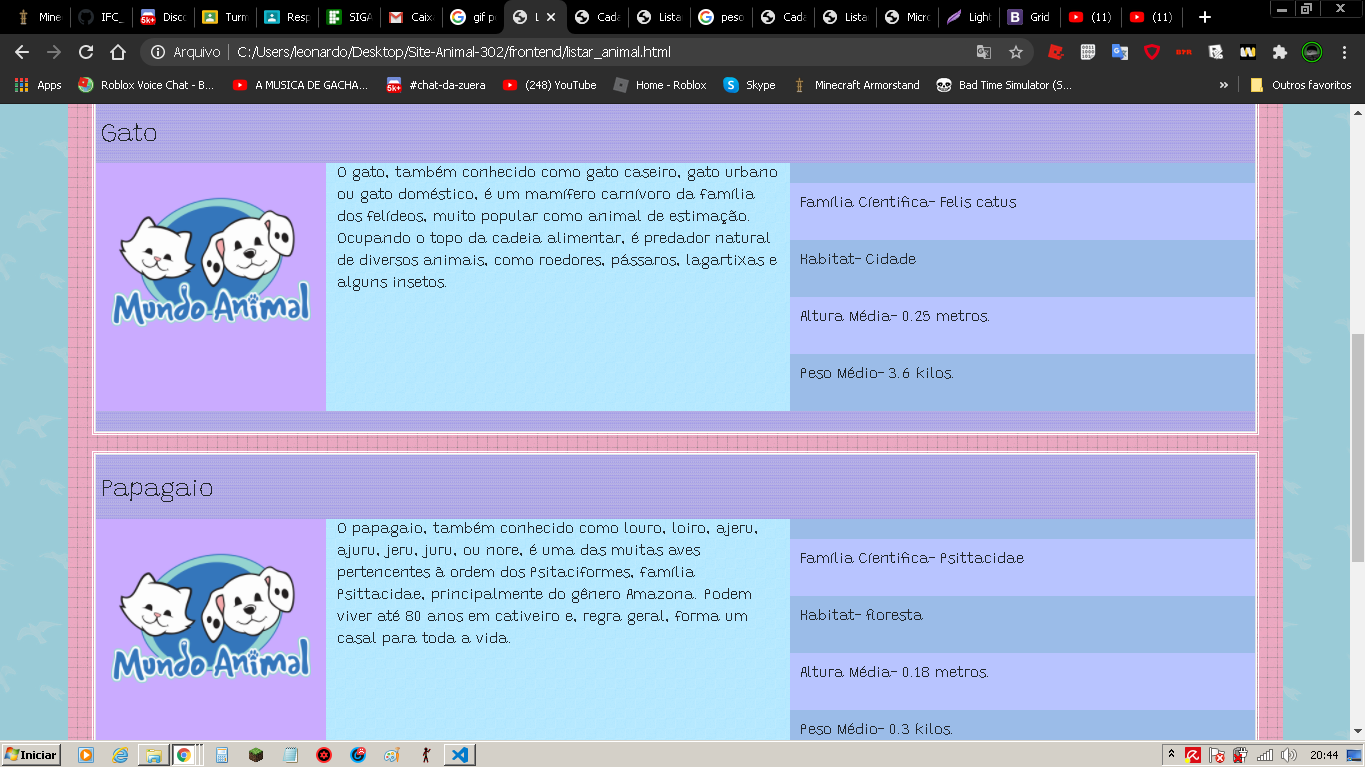 Mine
IFC_
Disco
Turm
Resp
SIGA
Caix
gif p
L
Cada
Lista
peso
Cada
Lista
Micro
Light
Grid
(11)
(11)
Arquivo
C:/Users/leonardo/Desktop/Site-Animal-302/frontend/listar_animal.html
Apps
Roblox Voice Chat - B...
A MUSICA DE GACHA...
#chat-da-zuera
(248) YouTube
Home - Roblox
Skype
Minecraft Armorstand
Bad Time Simulator (S...
»
Outros favoritos
Gato
Mundo Animal
O gato, também conhecido como gato caseiro, gato urbano
ou gato doméstico, é um mamífero carnívoro da família
dos felídeos, muito popular como animal de estimação.
Ocupando o topo da cadeia alimentar, é predador natural
de diversos animais, como roedores, pássaros, lagartixas e
alguns insetos.
Família Científica- Felis catus
Habitat- Cidade
Altura Média- 0.25 metros.
Peso Médio- 3.6 kilos.
Papagaio
Mundo Animal
O papagaio, também conhecido como louro, loiro, ajeru,
ajuru, jeru, juru, ou nore, é uma das muitas aves
pertencentes à ordem dos Psitaciformes, família
Psittacidae, principalmente do gênero Amazona. Podem
viver até 80 anos em cativeiro e, regra geral, forma um
casal para toda a vida.
Família Científica- Psittacidae
Habitat- floresta
Altura Média- 0.18 metros.
Peso Médio- 0.3 kilos.
Iniciar
20:44